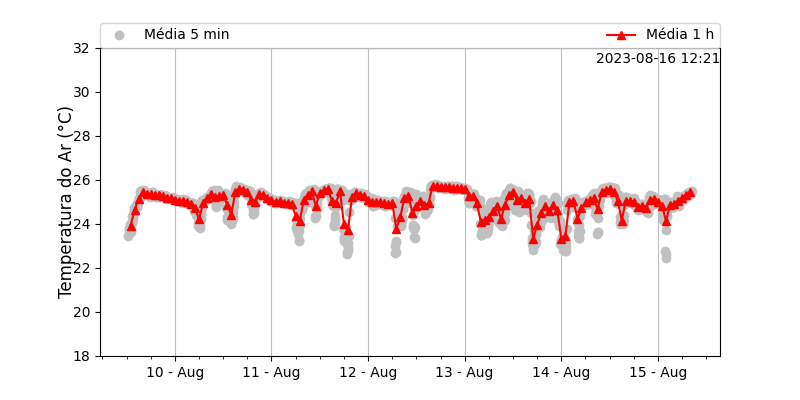 Média 5 min
Média 1 h
2023-08-16 12:21
Temperatura do Ar (°C)
32
30
28
26
24
22
20
18
10 - Aug
11 - Aug
12 - Aug
13 - Aug
14 - Aug
15 - Aug